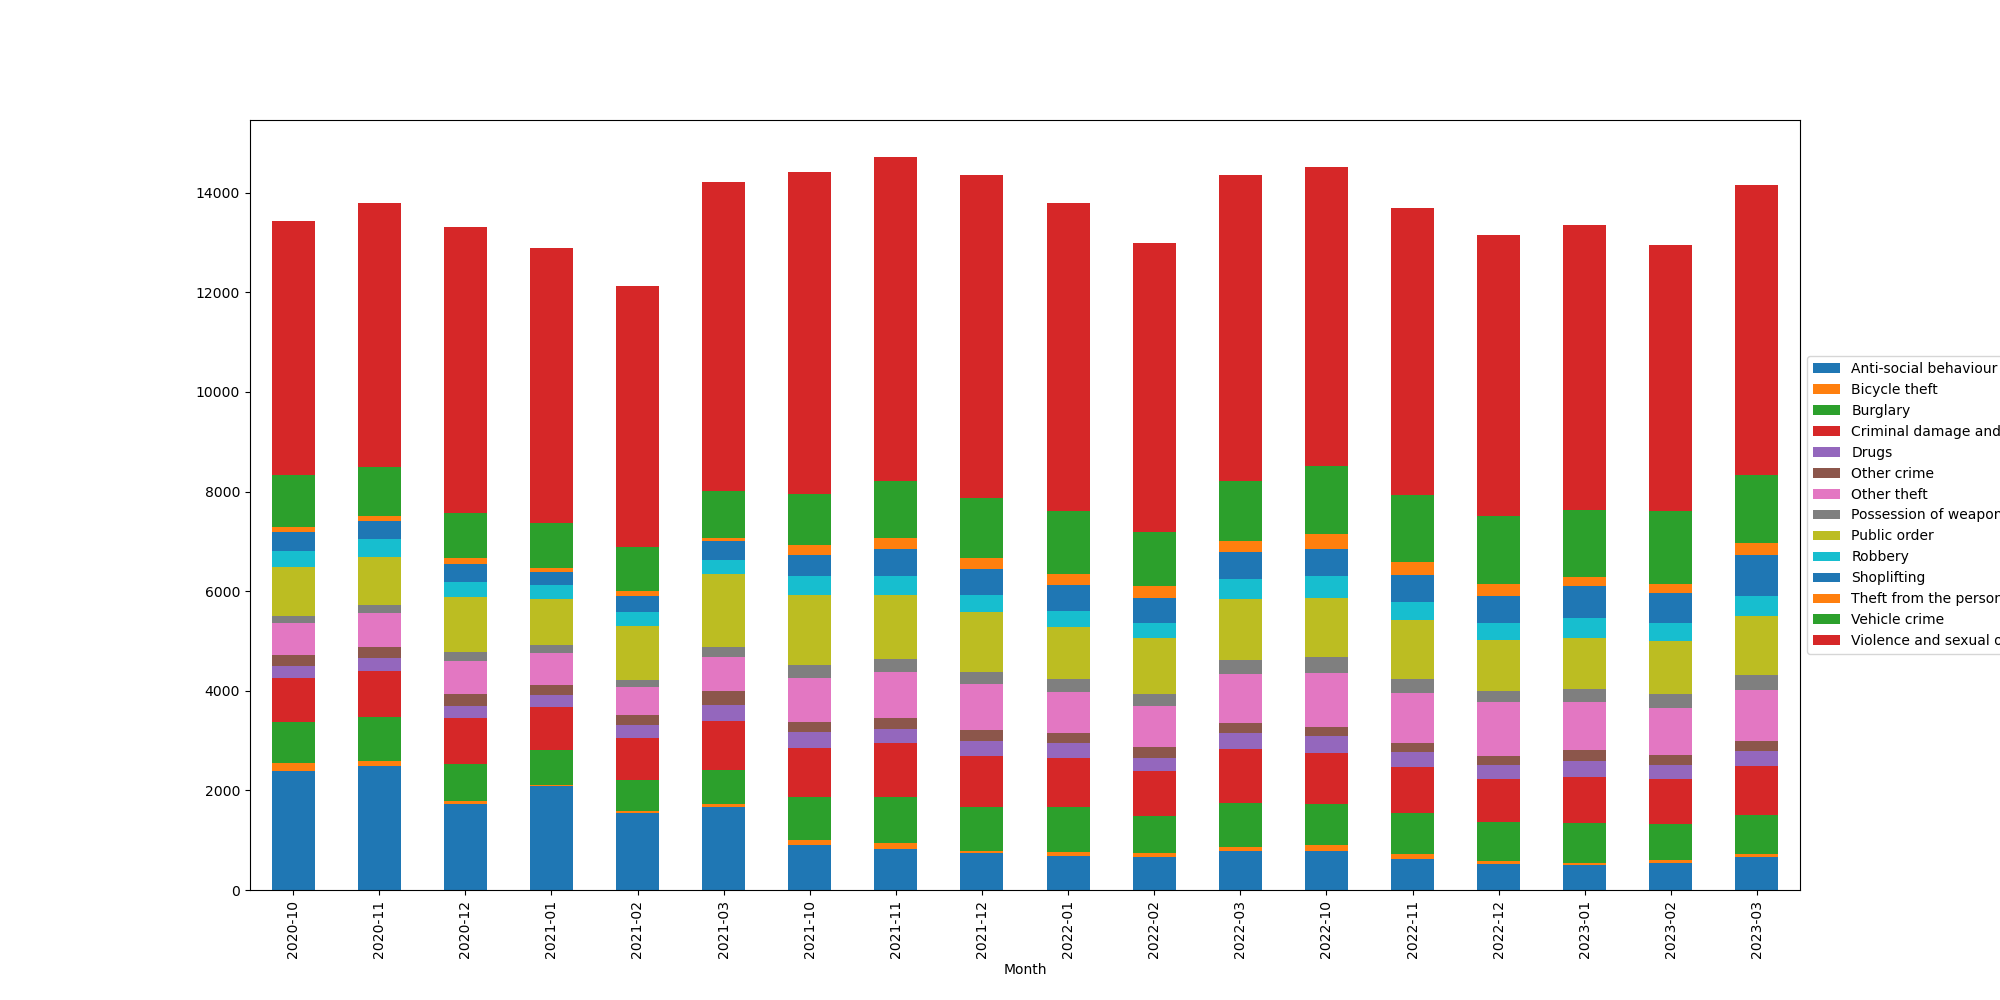 14000
12000
10000
8000
6000
4000
2000
0
2020-10
2020-11
2020-12
2021-01
2021-02
2021-03
2021-10
2021-11
2021-12
2022-01
2022-02
2022-03
2022-10
2022-11
2022-12
2023-01
2023-02
2023-03
Month
Anti-social behaviour
Bicycle theft
Burglary
Criminal damage and
Drugs
Other crime
Other theft
Possession of weapon
Public order
Robbery
Shoplifting
Theft from the person
Vehicle crime
Violence and sexual o